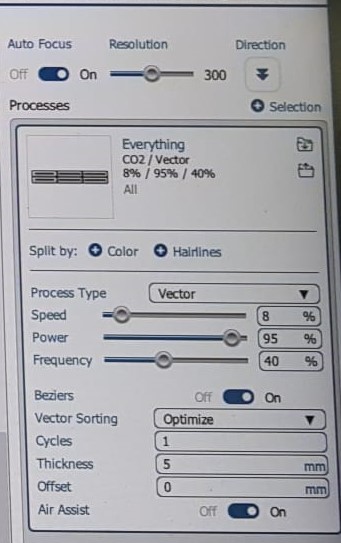 Auto Focus Resolution Direction
Off On 300
Processes Selection
Everything
CO2 / Vector
8% / 95% / 40%
All
Split by: Color Hairlines
Process Type Vector
Speed 8 %
Power 95 %
Frequency 40 %
Beziers Off On
Vector Sorting Optimize
Cycles 1
Thickness 5 mm
Offset 0 mm
Air Assist Off On